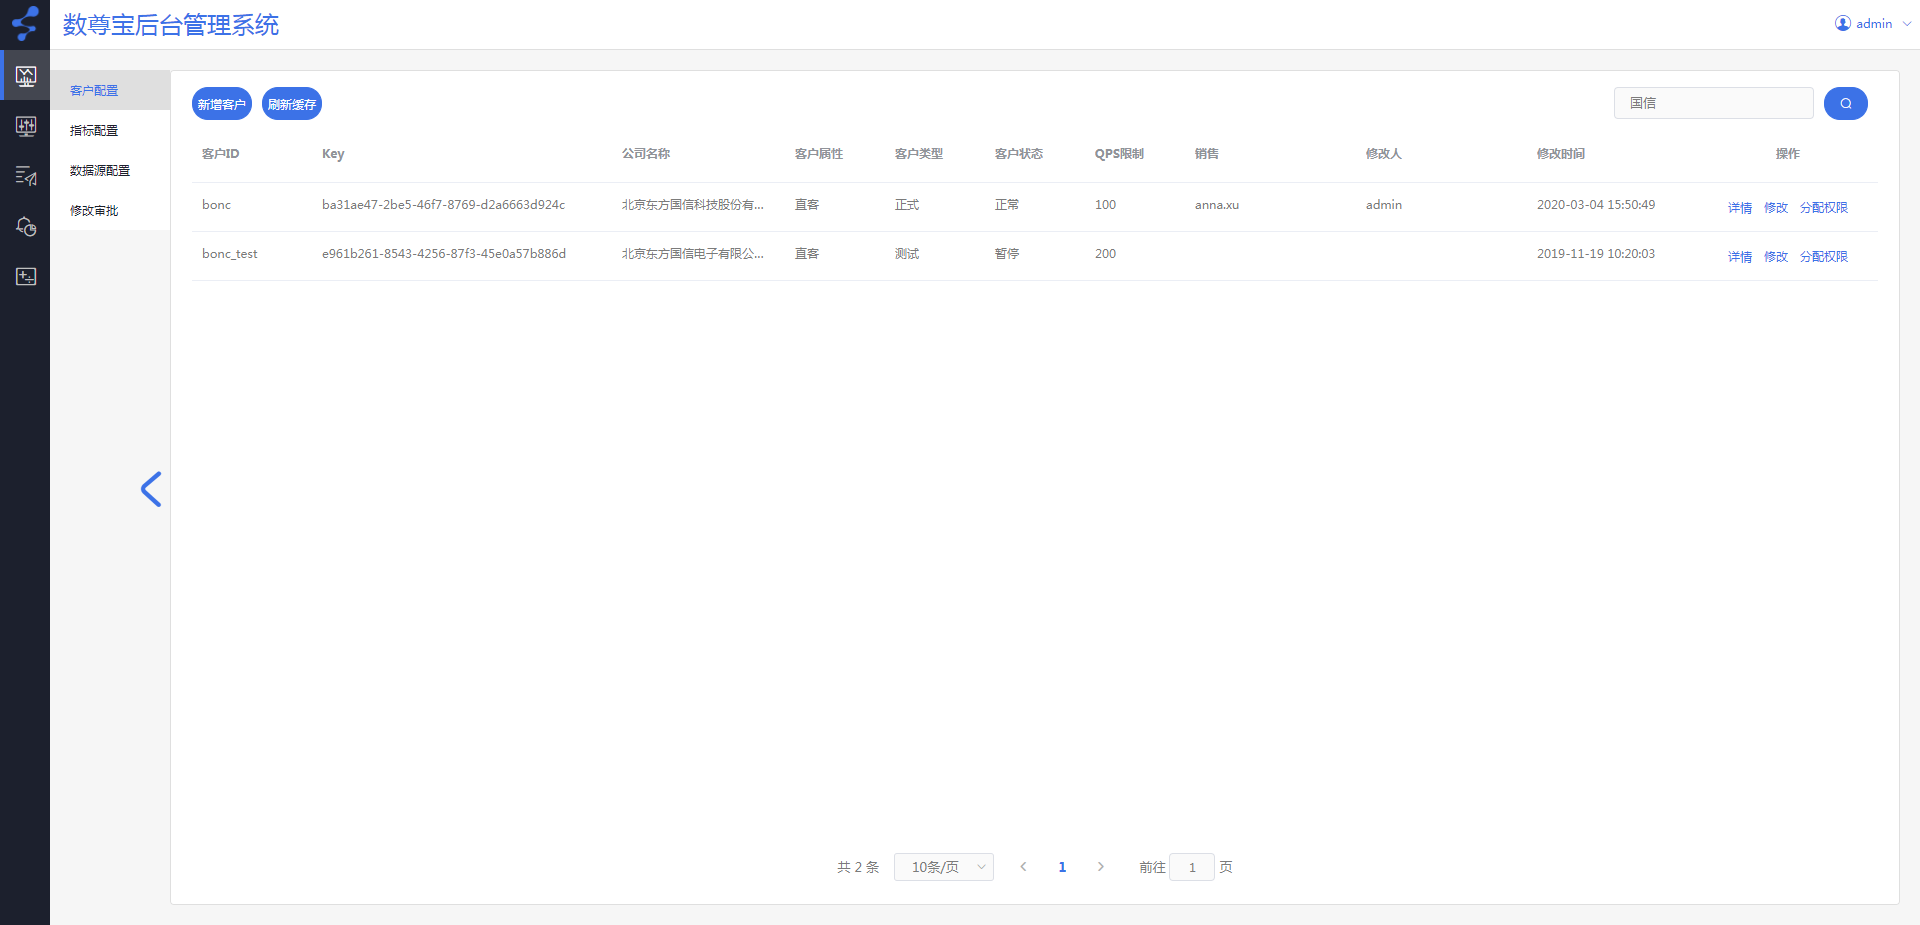 数尊宝后台管理系统
admin
客户配置
指标配置
数据源配置
修改审批
新增客户 刷新缓存
国信
客户ID Key 公司名称 客户属性 客户类型 客户状态 QPS限制 销售 修改人 修改时间 操作
bonc ba31ae47-2be5-46f7-8769-d2a6663d924c 北京东方国信科技股份有... 直客 正式 正常 100 anna.xu admin 2020-03-04 15:50:49 详情 修改 分配权限
bonc_test e961b261-8543-4256-87f3-45e0a57b886d 北京东方国信电子有限公... 直客 测试 暂停 200 2019-11-19 10:20:03 详情 修改 分配权限
共 2 条 10条/页 1 前往 1 页